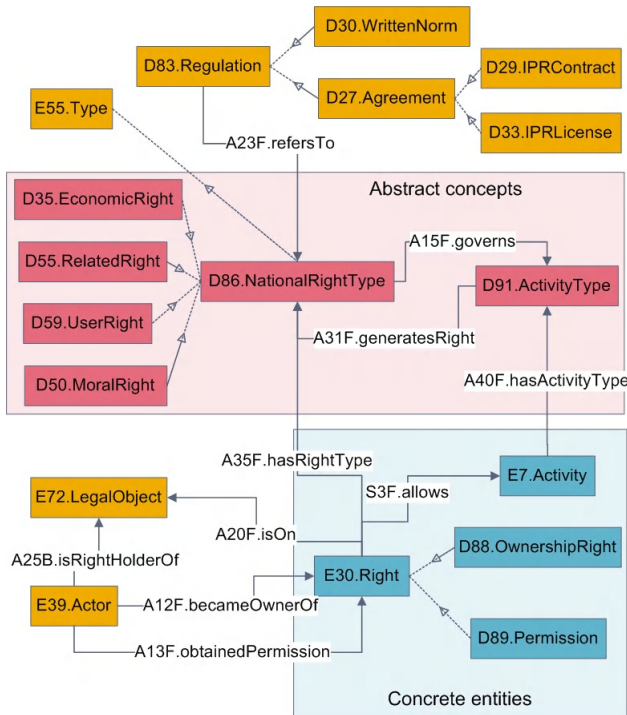 D30.WrittenNorm
D83.Regulation
D29.IPRContract
D27.Agreement
E55.Type
D33.IPRLicense
A23F.refersTo
Abstract concepts
D35.EconomicRight
A15F.governs
D55.RelatedRight
D86.NationalRightType
D91.ActivityType
D59.UserRight
A31F.generatesRight
D50.MoralRight
A40F.hasActivityType
A35F.hasRightType
E7.Activity
S3F.allows
E72.LegalObject
A20F.isOn
D88.OwnershipRight
A25B.isRightHolderOf
E30.Right
E39.Actor
A12F.becameOwnerOf
D89.Permission
A13F.obtainedPermission
Concrete entities